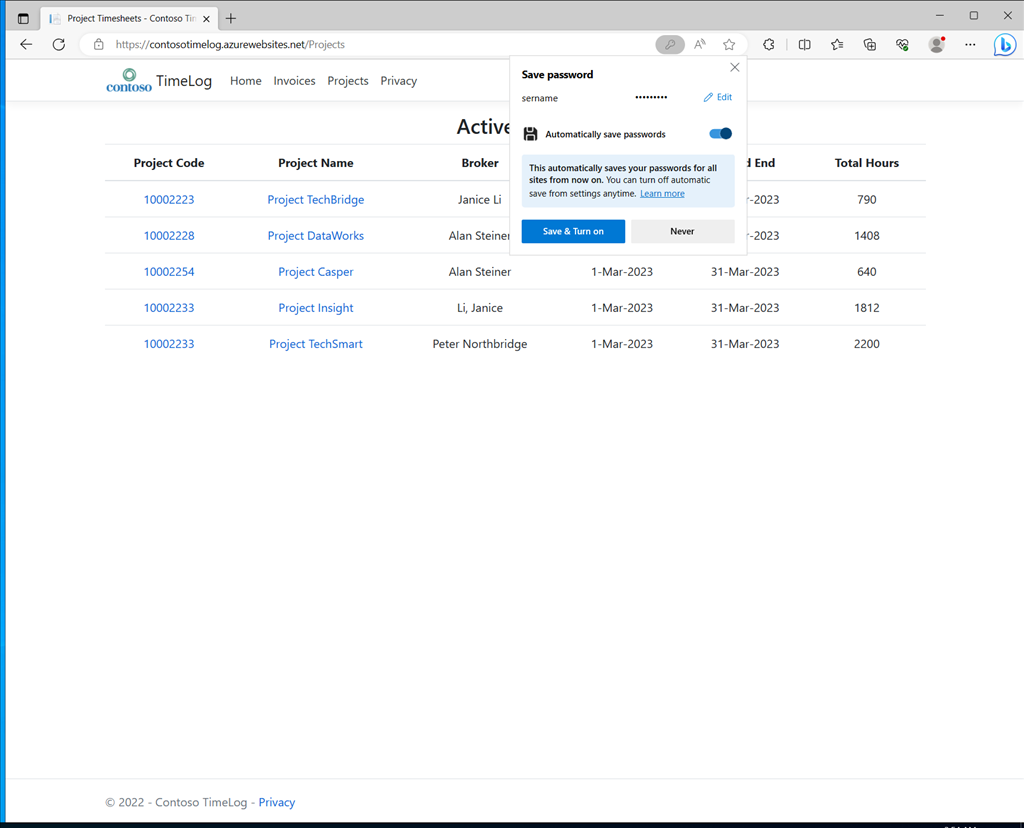 Project Timesheets - Contoso Tim
https://contosotimelog.azurewebsites.net/Projects
contoso TimeLog Home Invoices Projects Privacy
Save password
sername ••••••••• Edit
Automatically save passwords
This automatically saves your passwords for all
sites from now on. You can turn off automatic
save from settings anytime. Learn more
Save & Turn on Never
Active
Project Code Project Name Broker d End Total Hours
10002223 Project TechBridge Janice Li -2023 790
10002228 Project DataWorks Alan Steiner -2023 1408
10002254 Project Casper Alan Steiner 1-Mar-2023 31-Mar-2023 640
10002233 Project Insight Li, Janice 1-Mar-2023 31-Mar-2023 1812
10002233 Project TechSmart Peter Northbridge 1-Mar-2023 31-Mar-2023 2200
© 2022 - Contoso TimeLog - Privacy